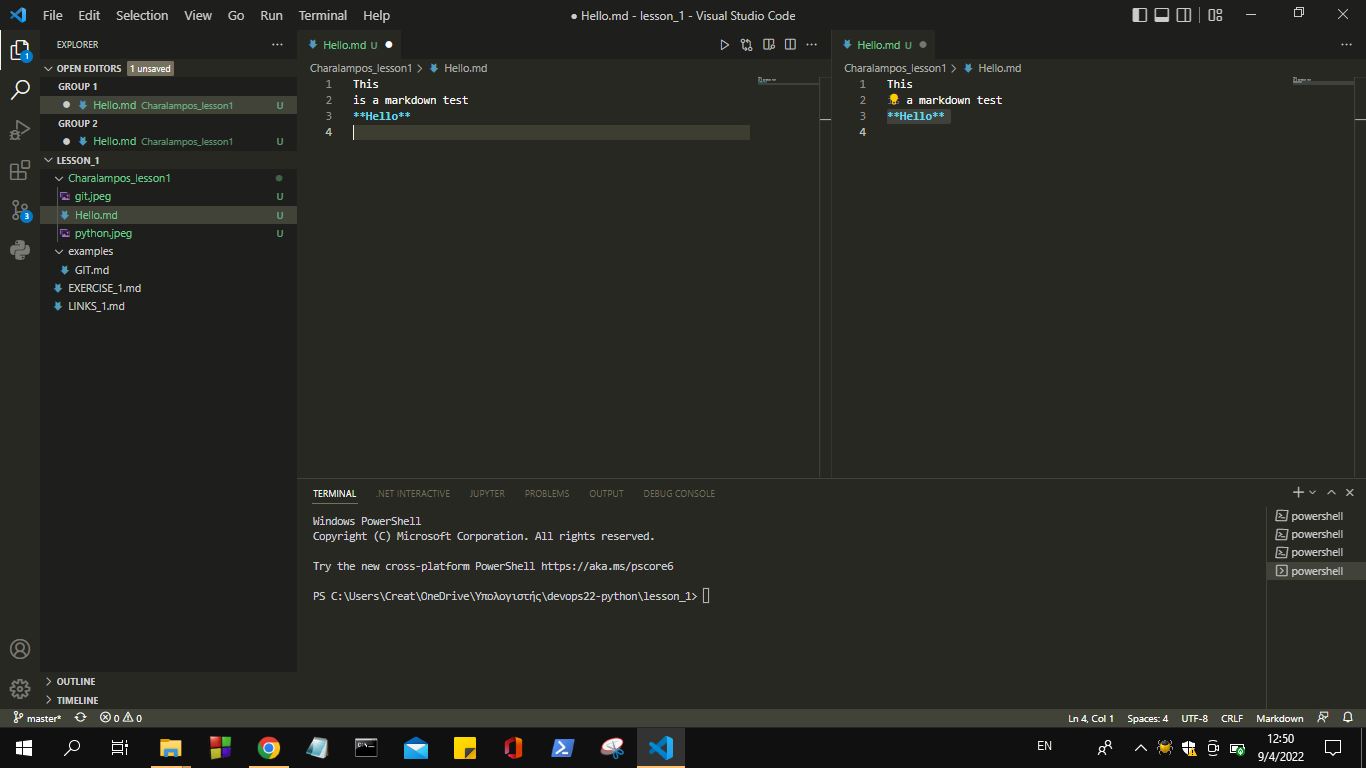 File Edit Selection View Go Run Terminal Help
● Hello.md - lesson_1 - Visual Studio Code
1
EXPLORER
OPEN EDITORS 1 unsaved
GROUP 1
Hello.md Charalampos_lesson1 U
GROUP 2
Hello.md Charalampos_lesson1 U
LESSON_1
Charalampos_lesson1
git.jpeg U
Hello.md U
python.jpeg U
examples
GIT.md
EXERCISE_1.md
LINKS_1.md
3
OUTLINE
TIMELINE
Hello.md U
Charalampos_lesson1 > Hello.md
1 This
2 is a markdown test
3 **Hello**
4
Hello.md U
Charalampos_lesson1 > Hello.md
1 This
2 a markdown test
3 **Hello**
4
TERMINAL .NET INTERACTIVE JUPYTER PROBLEMS OUTPUT DEBUG CONSOLE
Windows PowerShell
Copyright (C) Microsoft Corporation. All rights reserved.
Try the new cross-platform PowerShell https://aka.ms/pscore6
PS C:\Users\Creat\OneDrive\Υπολογιστής\devops22-python\lesson_1>
powershell
powershell
powershell
powershell
master* 0 0
Ln 4, Col 1 Spaces: 4 UTF-8 CRLF Markdown
EN
12:50
9/4/2022